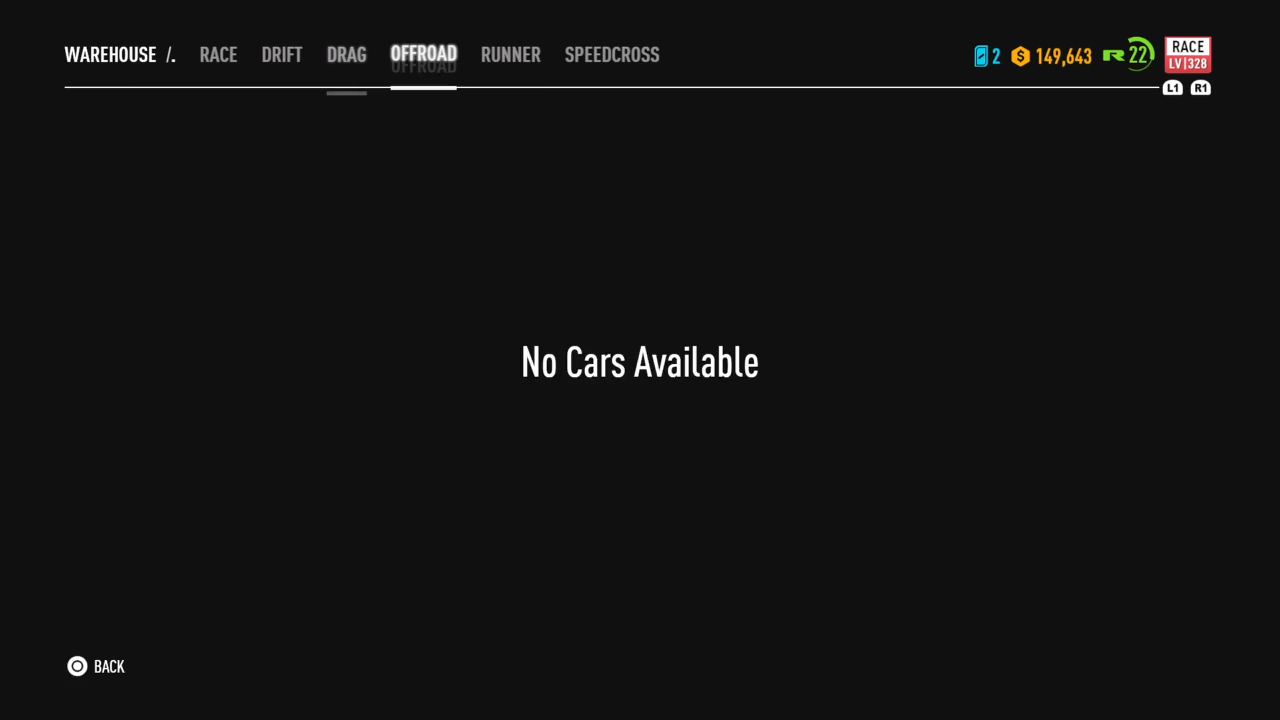 WAREHOUSE /. RACE DRIFT DRAG OFFROAD RUNNER SPEEDCROSS 2 $ 149,643 R 22 RACE
LV|328
L1 R1
No Cars Available
BACK